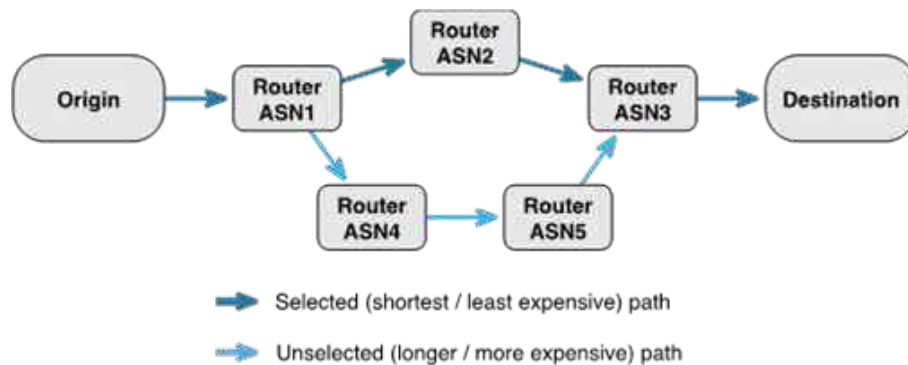 Router
ASN2
Origin
Router
ASN1
Router
ASN3
Destination
Router
ASN4
Router
ASN5
Selected (shortest / least expensive) path
Unselected (longer / more expensive) path